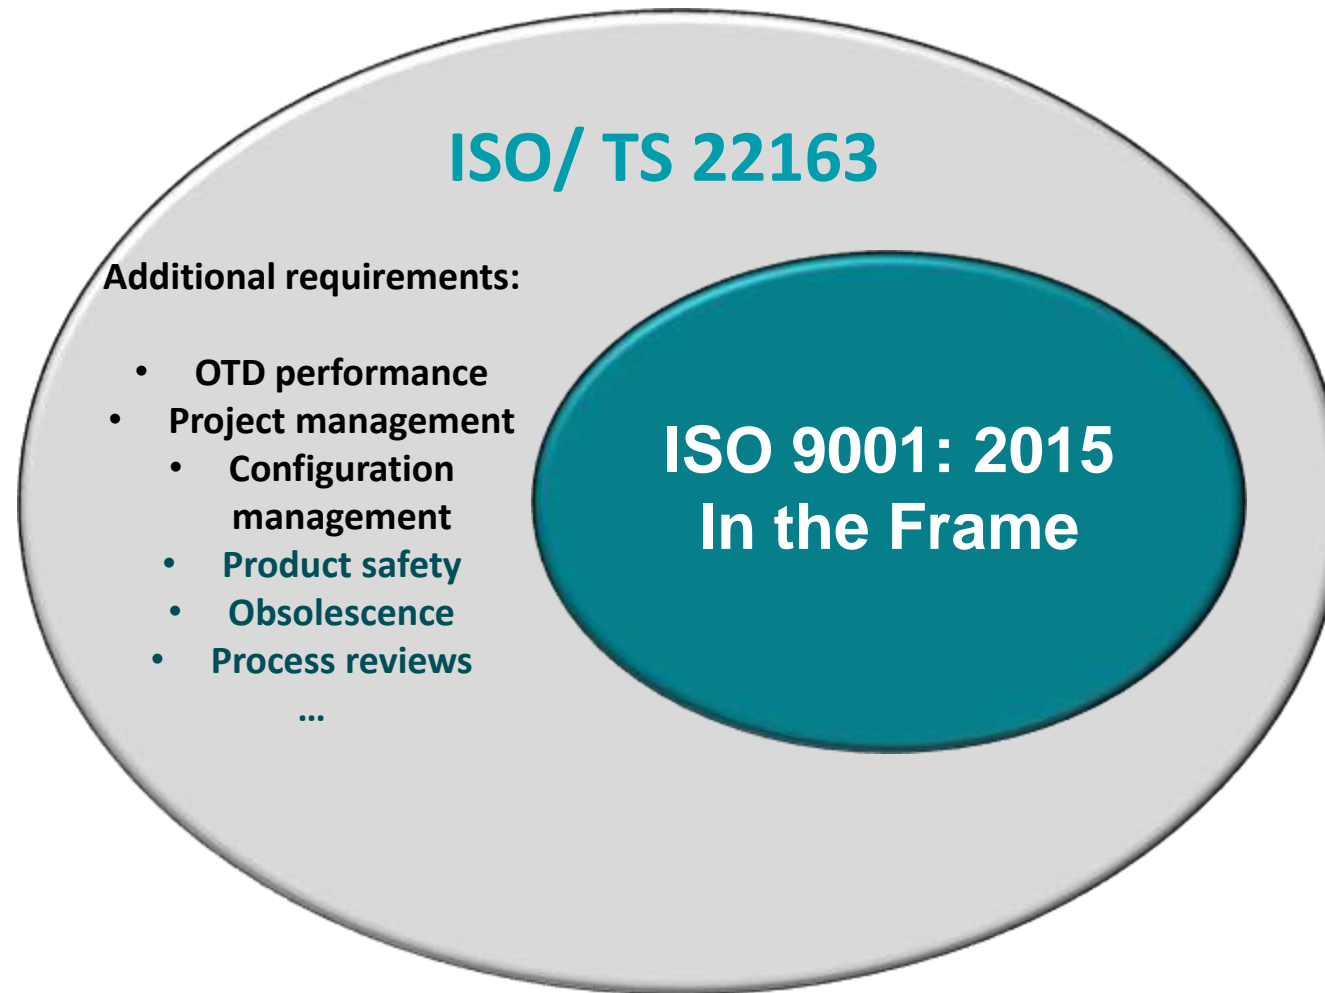 ISO/ TS 22163
Additional requirements:
• OTD performance
• Project management
• Configuration
management
• Product safety
• Obsolescence
• Process reviews
...
ISO 9001: 2015
In the Frame